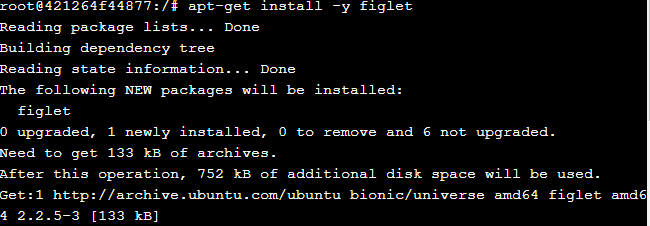 root@421264f44877:/# apt-get install -y figlet
Reading package lists... Done
Building dependency tree
Reading state information... Done
The following NEW packages will be installed:
  figlet
0 upgraded, 1 newly installed, 0 to remove and 6 not upgraded.
Need to get 133 kB of archives.
After this operation, 752 kB of additional disk space will be used.
Get:1 http://archive.ubuntu.com/ubuntu bionic/universe amd64 figlet amd6
4 2.2.5-3 [133 kB]